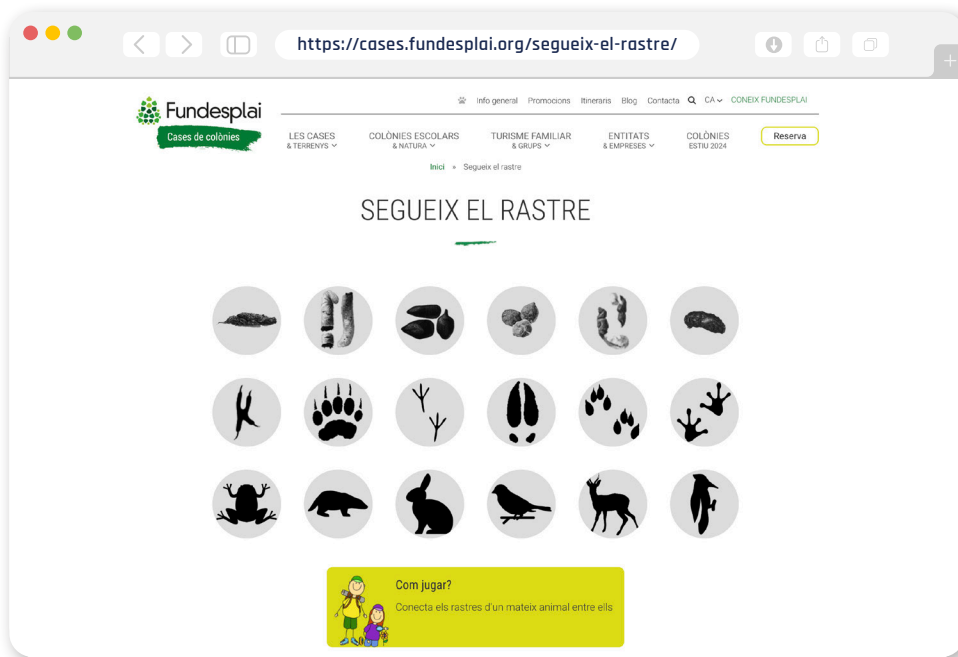 https://cases.fundesplai.org/segueix-el-rastre/
Fundesplai
Cases de colònies
Info general Promocions Itineraris Blog Contacta CA CONEIX FUNDESPLAI
LES CASES
& TERRENYS
COLÒNIES ESCOLARS
& NATURA
TURISME FAMILIAR
& GRUPS
ENTITATS
& EMPRESES
COLÒNIES
ESTIU 2024
Reserva
Inici » Segueix el rastre
SEGUEIX EL RASTRE
Com jugar?
Conecta els rastres d'un mateix animal entre ells